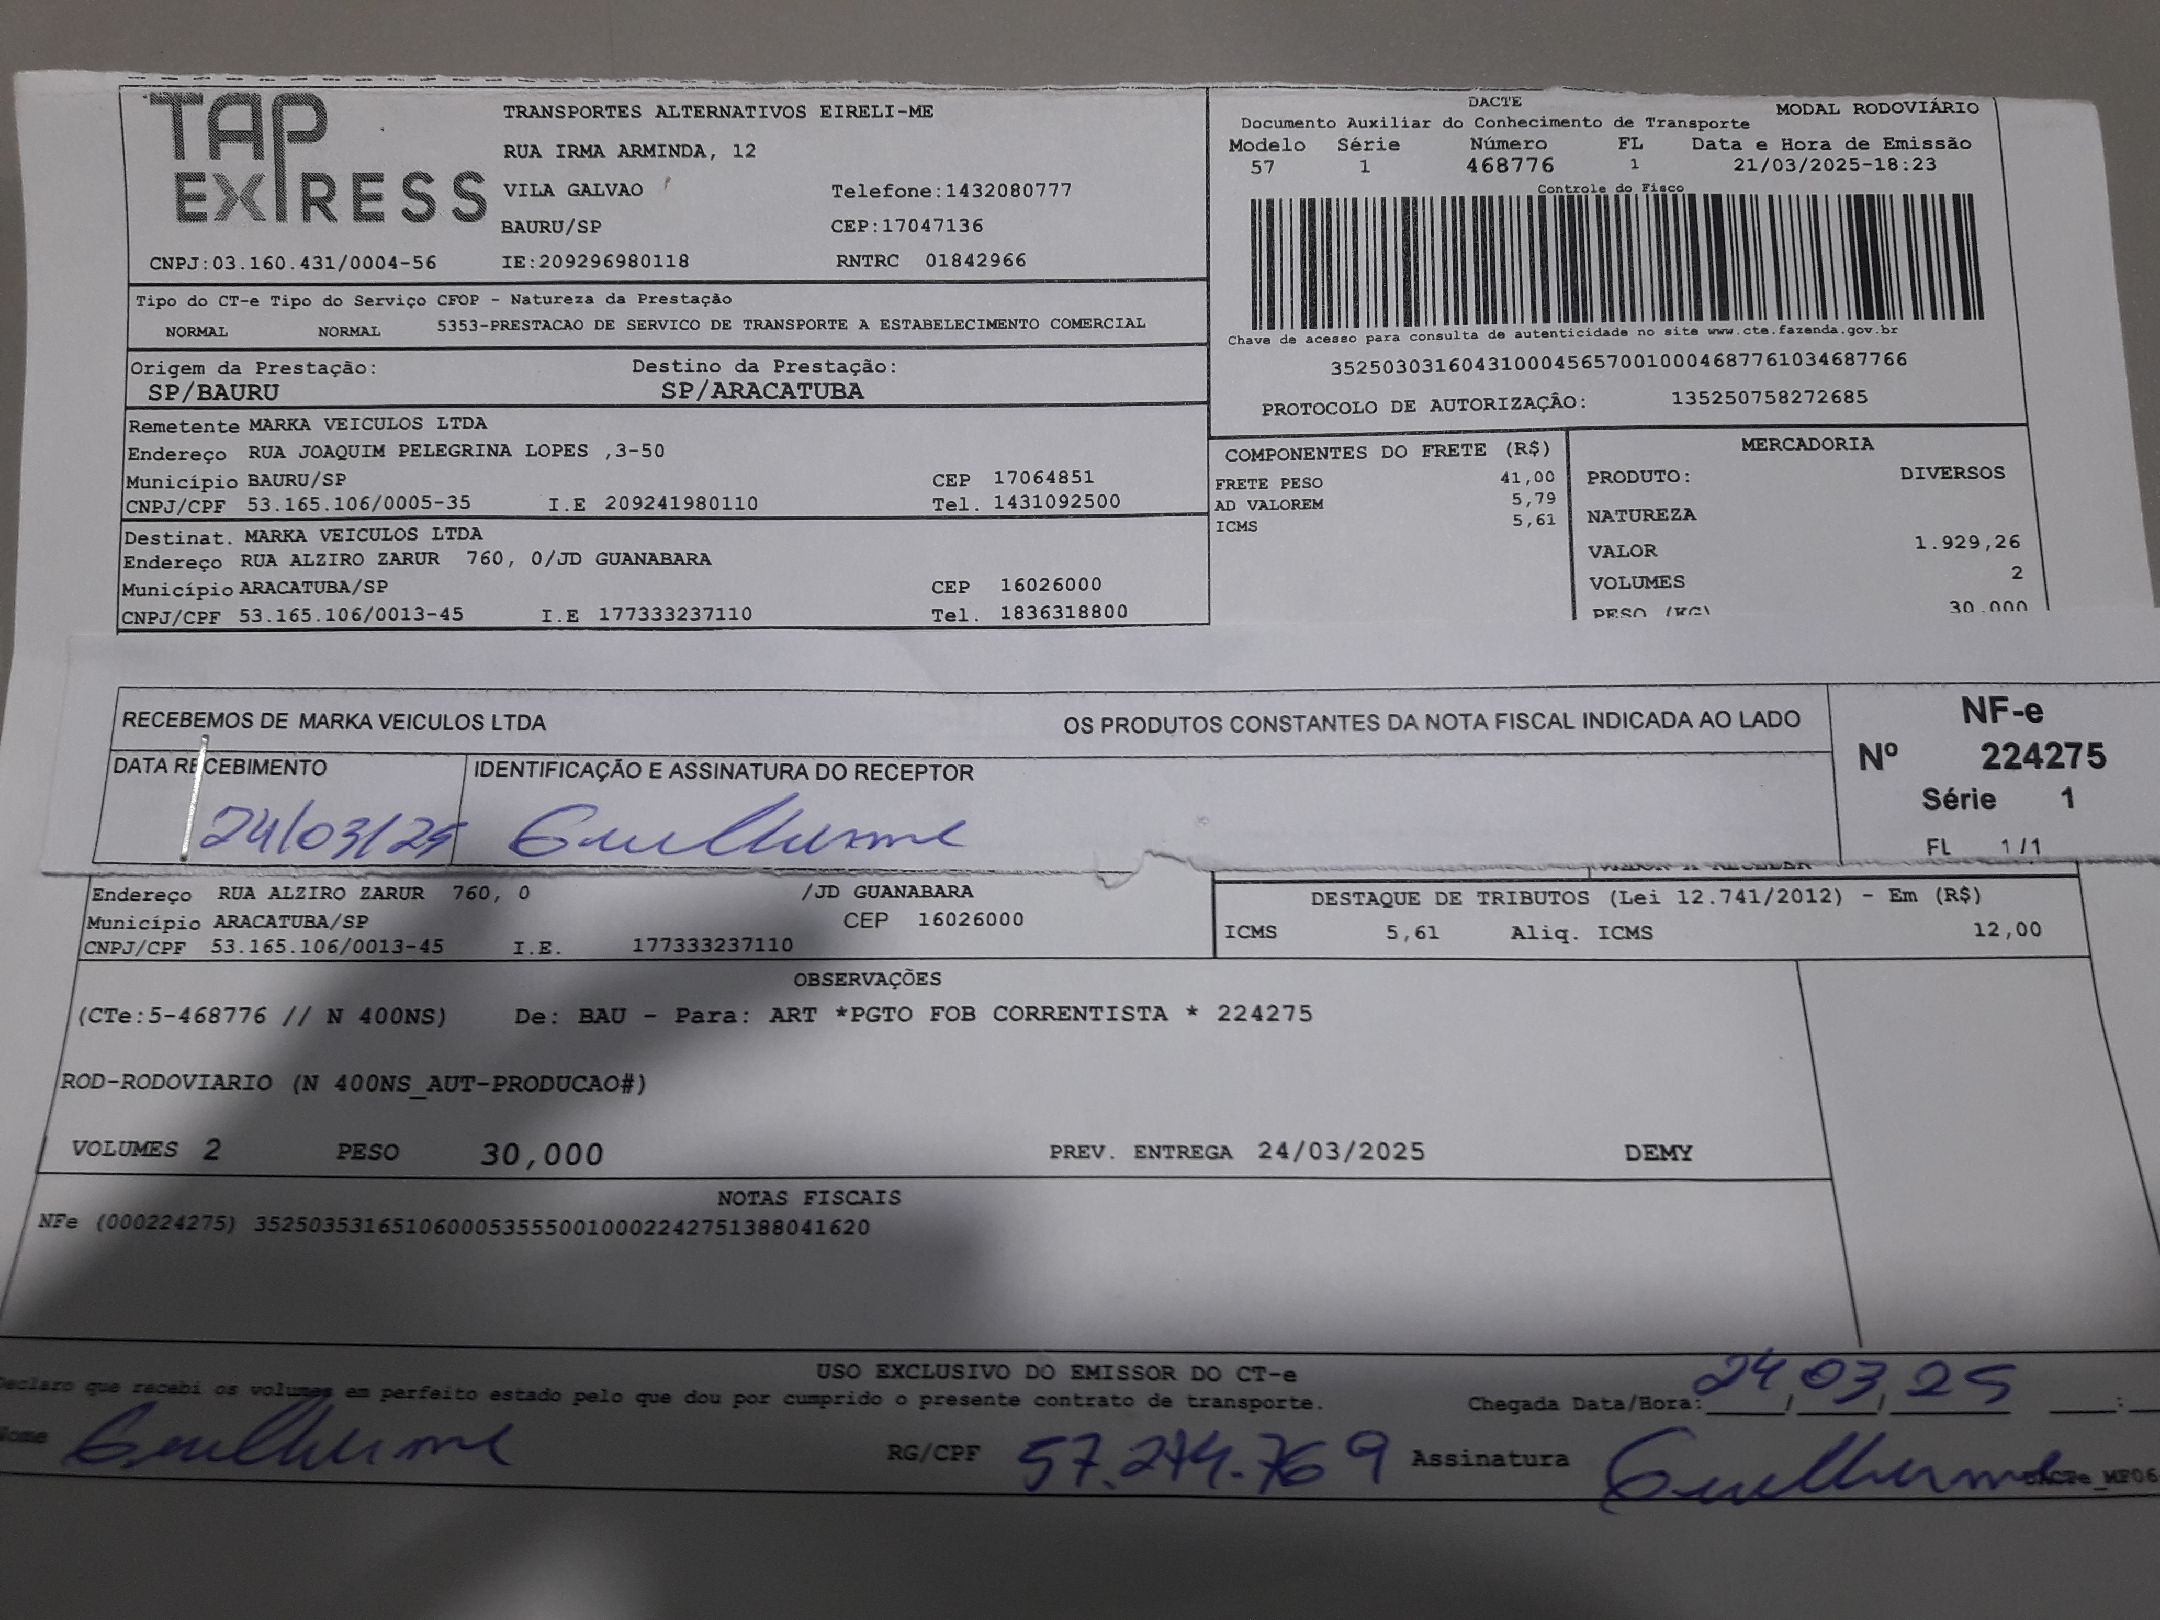 TAP EXPRESS
TRANSPORTES ALTERNATIVOS EIRELI-ME
RUA IRMA ARMINDA, 12
VILA GALVAO Telefone:1432080777
BAURU/SP CEP:17047136
CNPJ:03.160.431/0004-56 IE:209296980118 RNTRC 01842966
DACTE MODAL RODOVIÁRIO
Documento Auxiliar do Conhecimento de Transporte
Modelo Série Número FL Data e Hora de Emissão
57 1 468776 1 21/03/2025-18:23
Controle do Fisco
Chave de acesso para consulta de autenticidade no site www.cte.fazenda.gov.br
35250303160431000456570010004687761034687766
PROTOCOLO DE AUTORIZAÇÃO: 135250758272685
Tipo do CT-e Tipo do Serviço CFOP - Natureza da Prestação
NORMAL NORMAL 5353-PRESTACAO DE SERVICO DE TRANSPORTE A ESTABELECIMENTO COMERCIAL
Origem da Prestação: Destino da Prestação:
SP/BAURU SP/ARACATUBA
Remetente MARKA VEICULOS LTDA
Endereço RUA JOAQUIM PELEGRINA LOPES ,3-50
Município BAURU/SP CEP 17064851
CNPJ/CPF 53.165.106/0005-35 I.E 209241980110 Tel. 1431092500
Destinat. MARKA VEICULOS LTDA
Endereço RUA ALZIRO ZARUR 760, 0/JD GUANABARA
Município ARACATUBA/SP CEP 16026000
CNPJ/CPF 53.165.106/0013-45 I.E 177333237110 Tel. 1836318800
COMPONENTES DO FRETE (R$)
FRETE PESO 41,00
AD VALOREM 5,79
ICMS 5,61
MERCADORIA
PRODUTO: DIVERSOS
NATUREZA
VALOR 1.929,26
VOLUMES 2
PESO (KG) 30.000
RECEBEMOS DE MARKA VEICULOS LTDA OS PRODUTOS CONSTANTES DA NOTA FISCAL INDICADA AO LADO
DATA RECEBIMENTO IDENTIFICAÇÃO E ASSINATURA DO RECEPTOR
24/03/25 Guilherme
NF-e
Nº 224275
Série 1
FL 1/1
Endereço RUA ALZIRO ZARUR 760, 0 /JD GUANABARA
Município ARACATUBA/SP CEP 16026000
CNPJ/CPF 53.165.106/0013-45 I.E. 177333237110
DESTAQUE DE TRIBUTOS (Lei 12.741/2012) - Em (R$)
ICMS 5,61 Aliq. ICMS 12,00
OBSERVAÇÕES
(CTe:5-468776 // N 400NS) De: BAU - Para: ART *PGTO FOB CORRENTISTA * 224275
ROD-RODOVIARIO (N 400NS_AUT-PRODUCAO#)
VOLUMES 2 PESO 30,000 PREV. ENTREGA 24/03/2025 DEMY
NOTAS FISCAIS
NFe (000224275) 35250353165106000535550010002242751388041620
USO EXCLUSIVO DO EMISSOR DO CT-e
Declaro que recebi os volumes em perfeito estado pelo que dou por cumprido o presente contrato de transporte. Chegada Data/Hora: 24/03/25 :
Nome Guilherme RG/CPF 57.274.769 Assinatura Guilherme